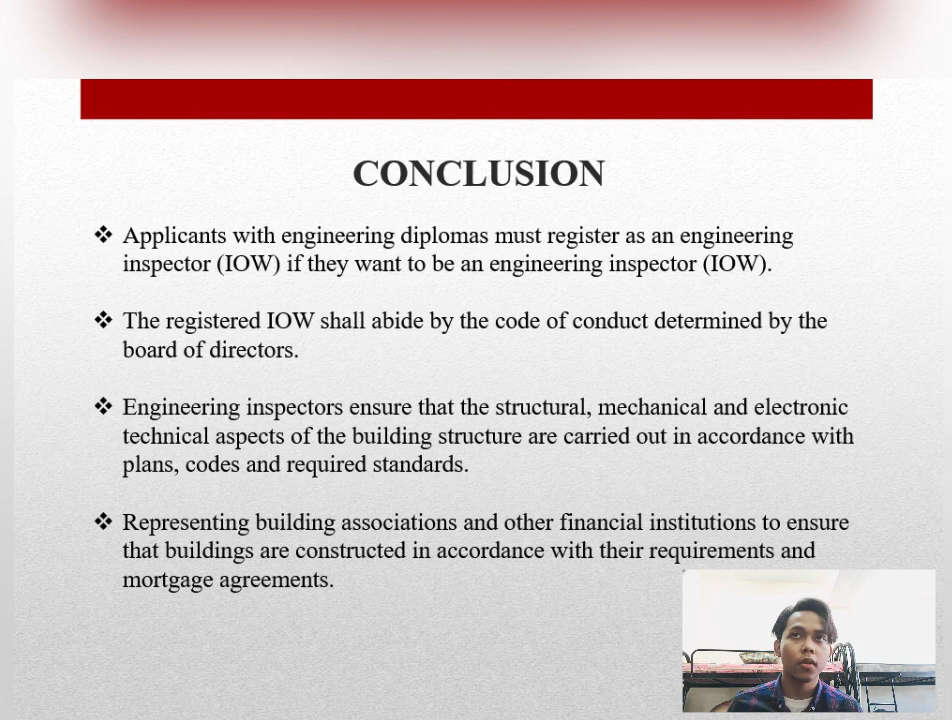 CONCLUSION
❖ Applicants with engineering diplomas must register as an engineering
inspector (IOW) if they want to be an engineering inspector (IOW).
❖ The registered IOW shall abide by the code of conduct determined by the
board of directors.
❖ Engineering inspectors ensure that the structural, mechanical and electronic
technical aspects of the building structure are carried out in accordance with
plans, codes and required standards.
❖ Representing building associations and other financial institutions to ensure
that buildings are constructed in accordance with their requirements and
mortgage agreements.